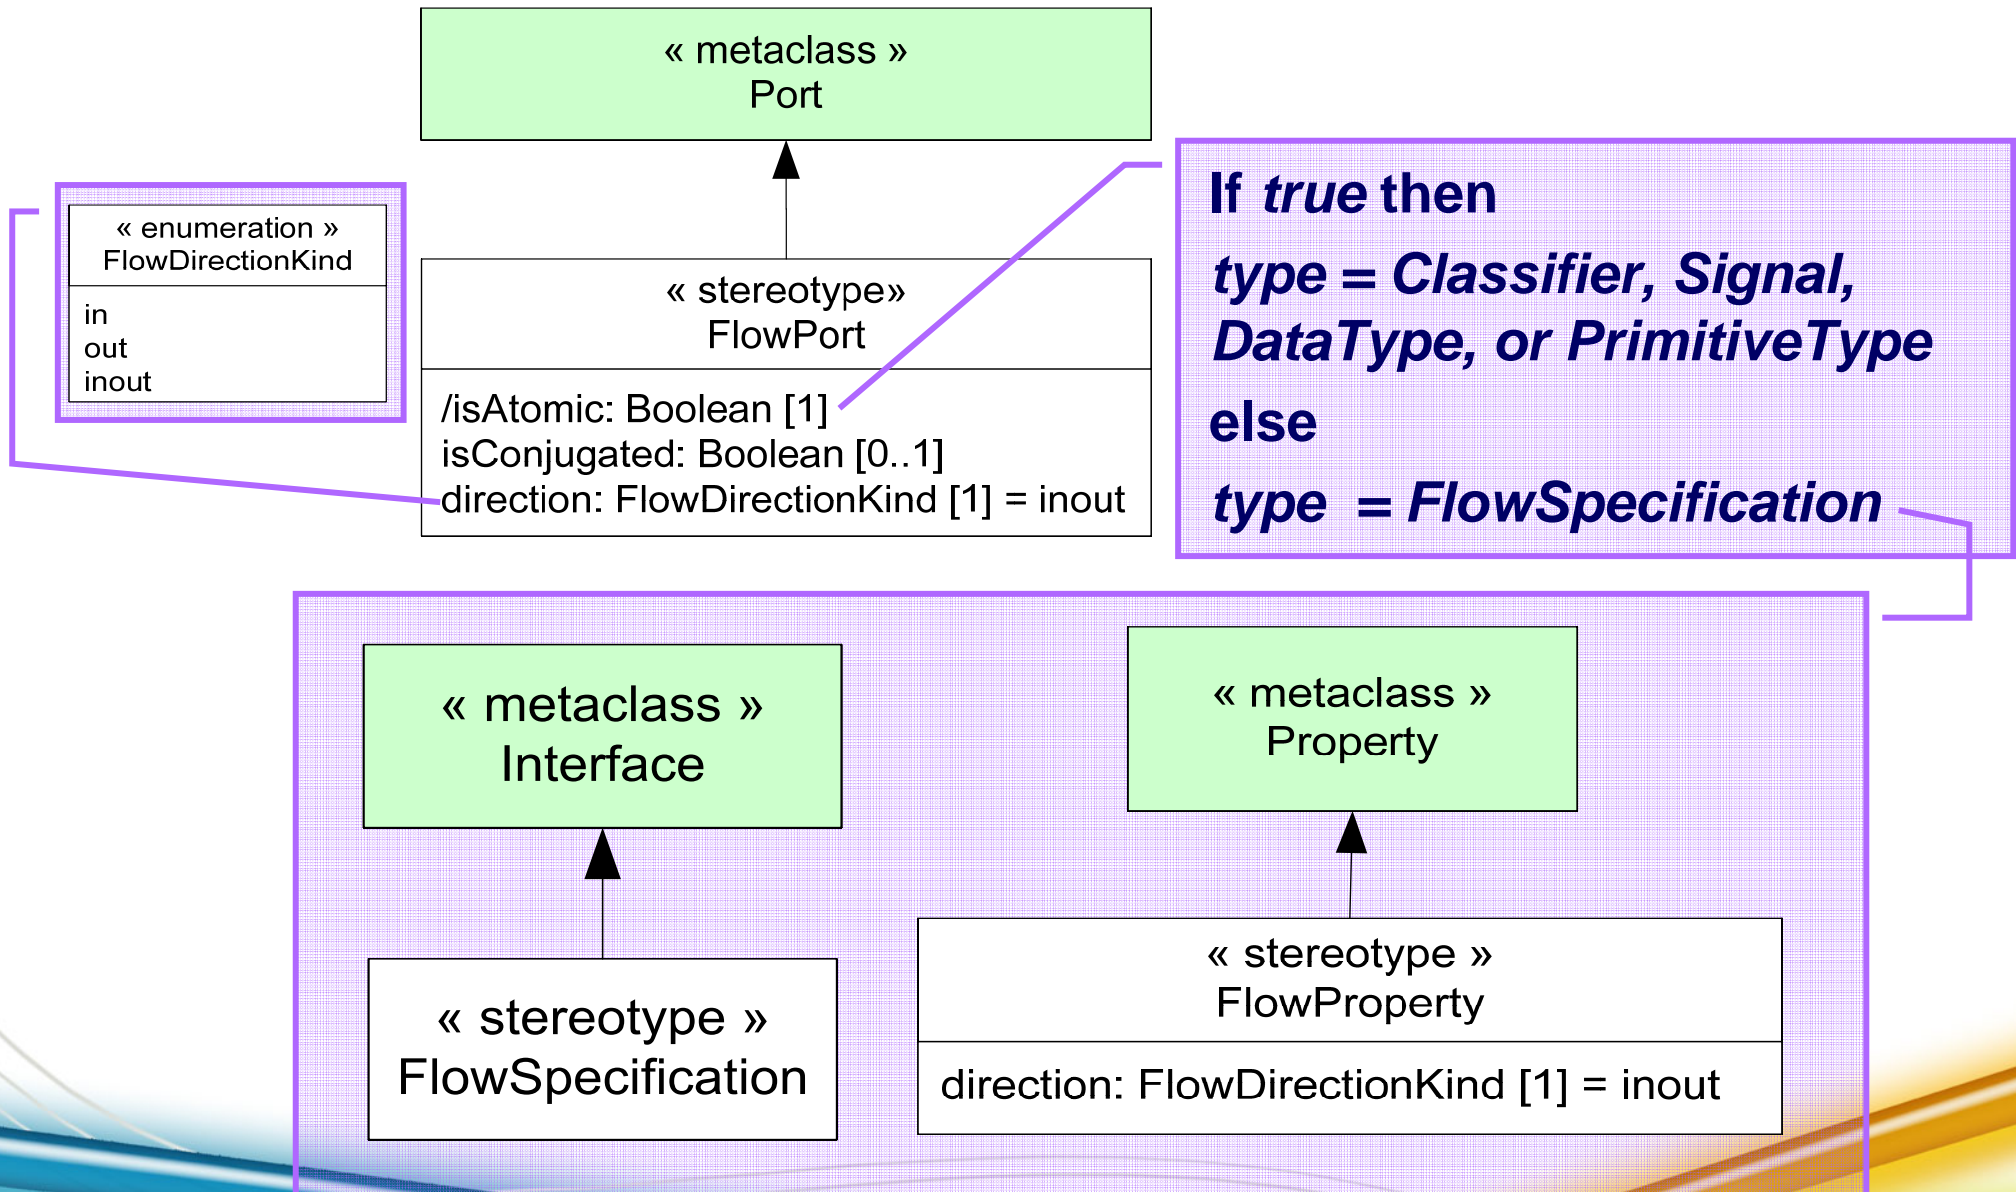 « metaclass »
Port
« enumeration »
FlowDirectionKind
in
out
inout
« stereotype»
FlowPort
/isAtomic: Boolean [1]
isConjugated: Boolean [0..1]
direction: FlowDirectionKind [1] = inout
If true then
type = Classifier, Signal,
DataType, or PrimitiveType
else
type = FlowSpecification
« metaclass »
Interface
« metaclass »
Property
« stereotype »
FlowSpecification
« stereotype »
FlowProperty
direction: FlowDirectionKind [1] = inout